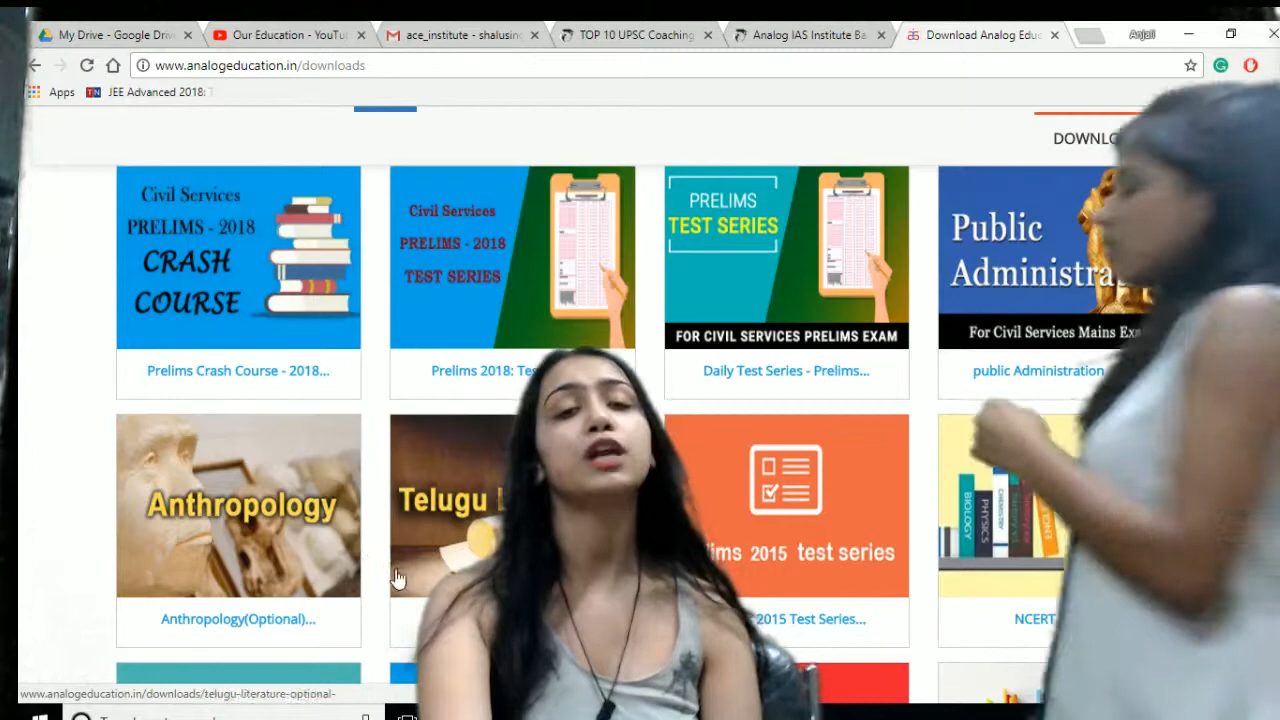 My Drive - Google Driv
Our Education - YouTu
ace_institute - shalusing
TOP 10 UPSC Coaching
Analog IAS Institute Ba
Download Analog Edu
Anjali
www.analogeducation.in/downloads
Apps
JEE Advanced 2018:
DOWNLO
Civil Services
PRELIMS - 2018
CRASH
COURSE
Prelims Crash Course - 2018...
Civil Services
PRELIMS - 2018
TEST SERIES
Prelims 2018: Te
PRELIMS
TEST SERIES
FOR CIVIL SERVICES PRELIMS EXAM
Daily Test Series - Prelims...
Public
Administra
For Civil Services Mains Ex
public Administration
Anthropology
Anthropology(Optional)...
Telugu L
lims 2015 test series
2015 Test Series...
BIOLOGY
PHYSICS
CHEMISTRY
NCERT
www.analogeducation.in/downloads/telugu-literature-optional-